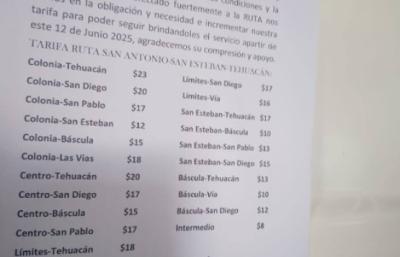 fuertemente a la RUTA nos
en la obligación y necesidad e incrementar nuestra
tarifa para poder seguir brindandoles el servicio apartir de
este 12 de Junio 2025, agradecemos su compresión y apoyo.
TARIFA RUTA SAN ANTONIO-SAN ESTEBAN-TEHUACÁN:
Colonia-Tehuacán $23
Colonia-San Diego $20
Colonia-San Pablo $17
Colonia-San Esteban $12
Colonia-Báscula $15
Colonia-Las Vías $18
Centro-Tehuacán $20
Centro-San Diego $17
Centro-Báscula $15
Centro-San Pablo $17
Límites-Tehuacán $18
Límites-San Diego $17
Límites-Vía $16
San Esteban-Tehuacán $17
San Esteban-Báscula $10
San Esteban-San Pablo $13
San Esteban-San Diego $15
Báscula-Tehuacán $13
Báscula-Vía $10
Báscula-San Diego $12
Intermedio $8